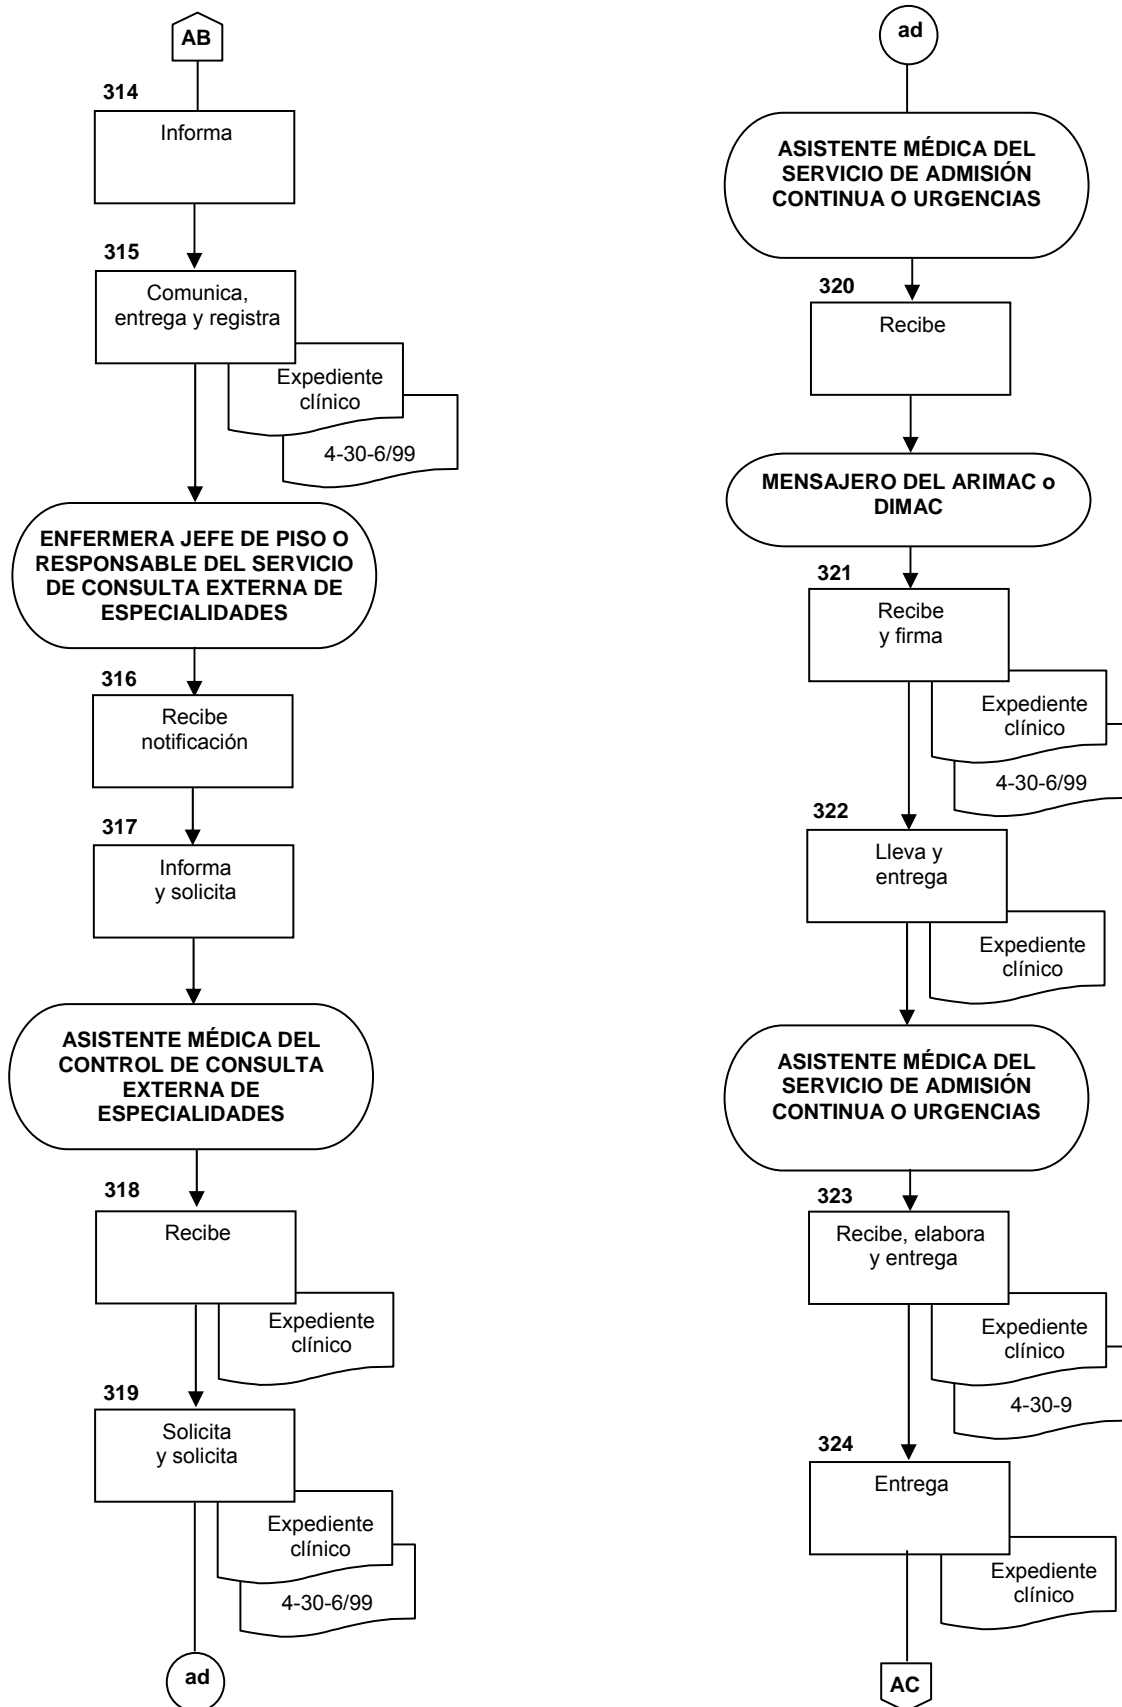 AB
314
Informa
315
Comunica,
entrega y registra
Expediente
clínico
4-30-6/99
ENFERMERA JEFE DE PISO O
RESPONSABLE DEL SERVICIO
DE CONSULTA EXTERNA DE
ESPECIALIDADES
316
Recibe
notificación
317
Informa
y solicita
ASISTENTE MÉDICA DEL
CONTROL DE CONSULTA
EXTERNA DE
ESPECIALIDADES
318
Recibe
Expediente
clínico
319
Solicita
y solicita
Expediente
clínico
4-30-6/99
ad
ad
ASISTENTE MÉDICA DEL
SERVICIO DE ADMISIÓN
CONTINUA O URGENCIAS
320
Recibe
MENSAJERO DEL ARIMAC o
DIMAC
321
Recibe
y firma
Expediente
clínico
4-30-6/99
322
Lleva y
entrega
Expediente
clínico
ASISTENTE MÉDICA DEL
SERVICIO DE ADMISIÓN
CONTINUA O URGENCIAS
323
Recibe, elabora
y entrega
Expediente
clínico
4-30-9
324
Entrega
Expediente
clínico
AC